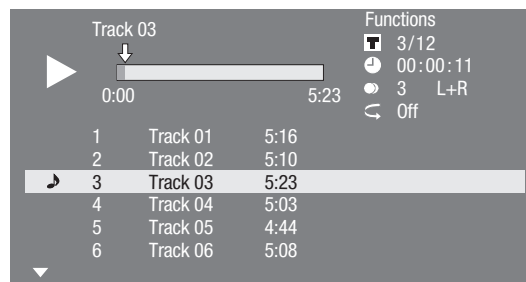 Track 03
0:00 5:23
Functions
T 3/12
00:00:11
3 L+R
Off
1 Track 01 5:16
2 Track 02 5:10
3 Track 03 5:23
4 Track 04 5:03
5 Track 05 4:44
6 Track 06 5:08